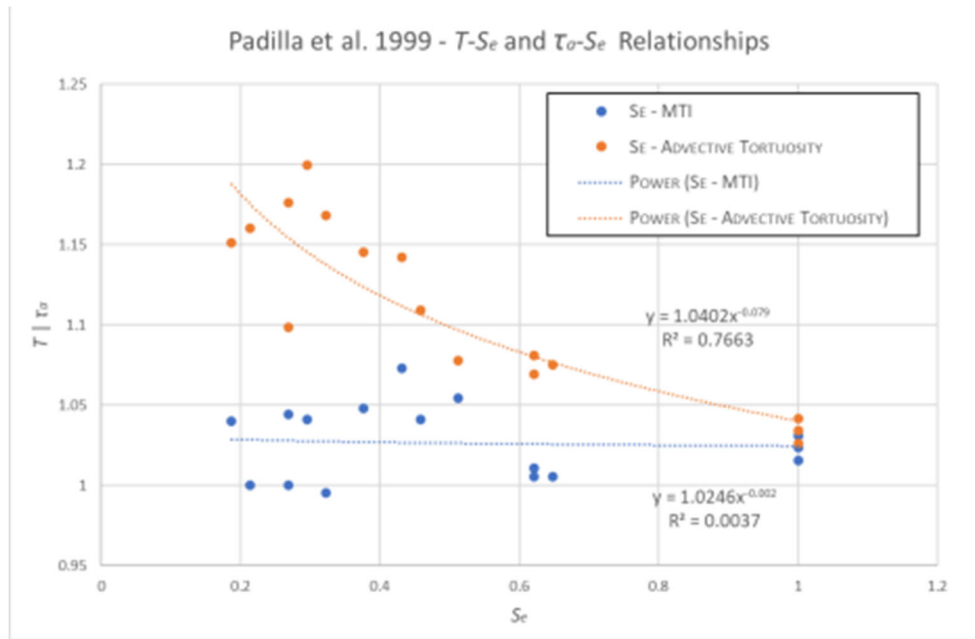 Padilla et al. 1999 - T-Se and τa-Se Relationships
1.25
1.2
1.15
1.1
1.05
1
0.95
T | τa
SE - MTI
SE - ADVECTIVE TORTUOSITY
POWER (SE - MTI)
POWER (SE - ADVECTIVE TORTUOSITY)
y = 1.0402x^-0.079
R² = 0.7663
y = 1.0246x^-0.002
R² = 0.0037
0 0.2 0.4 0.6 0.8 1 1.2
Se